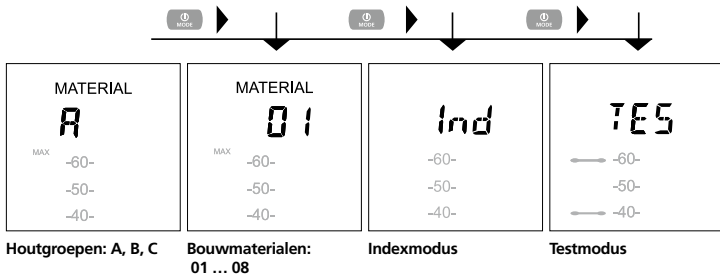 MODE MODE MODE
MATERIAL MATERIAL
A 01 Ind TES
MAX -60- MAX -60- -60- -60-
-50- -50- -50- -50-
-40- -40- -40- -40-
Houtgroepen: A, B, C Bouwmaterialen: Indexmodus Testmodus
01 … 08